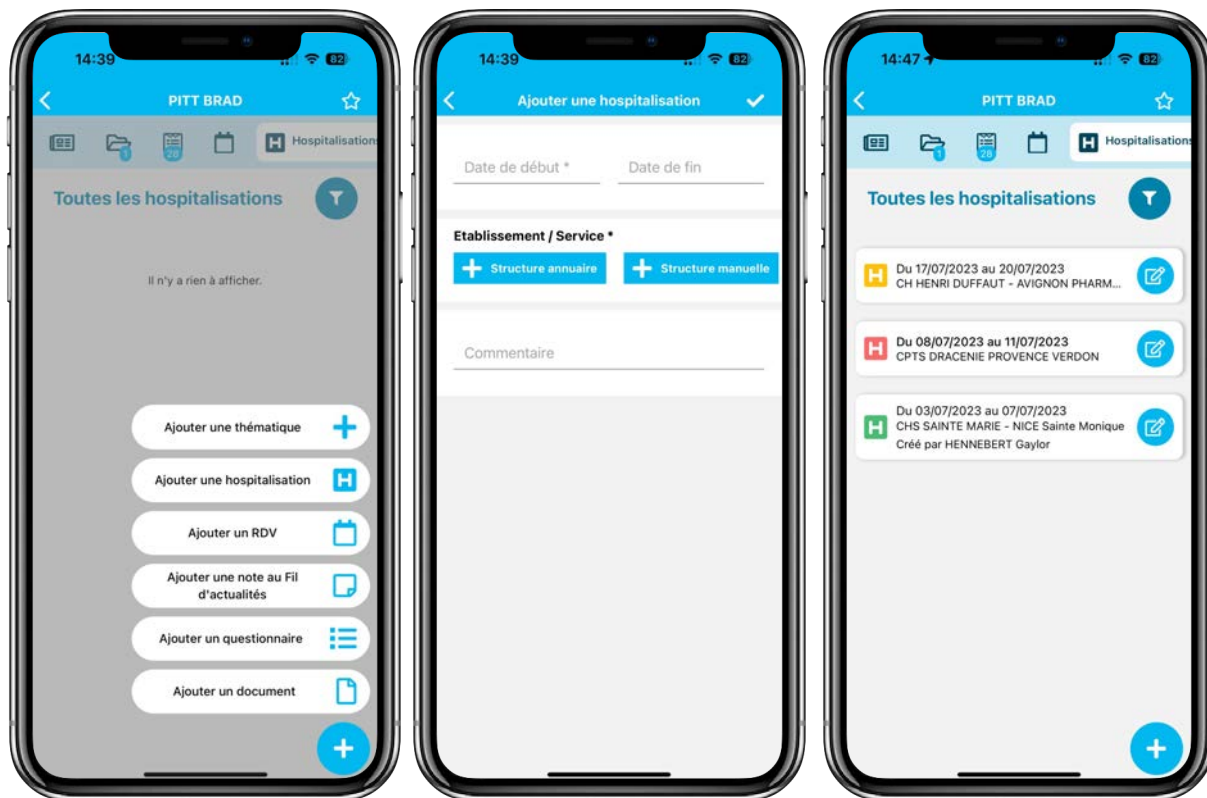 14:39
82
PITT BRAD
1
28
Hospitalisations
Toutes les hospitalisations
Il n'y a rien à afficher.
Ajouter une thématique
Ajouter une hospitalisation
Ajouter un RDV
Ajouter une note au Fil
d'actualités
Ajouter un questionnaire
Ajouter un document
14:39
82
Ajouter une hospitalisation
Date de début *
Date de fin
Etablissement / Service *
Structure annuaire
Structure manuelle
Commentaire
14:47
82
PITT BRAD
1
28
Hospitalisations
Toutes les hospitalisations
Du 17/07/2023 au 20/07/2023
CH HENRI DUFFAUT - AVIGNON PHARM...
Du 08/07/2023 au 11/07/2023
CPTS DRACENIE PROVENCE VERDON
Du 03/07/2023 au 07/07/2023
CHS SAINTE MARIE - NICE Sainte Monique
Créé par HENNEBERT Gaylor